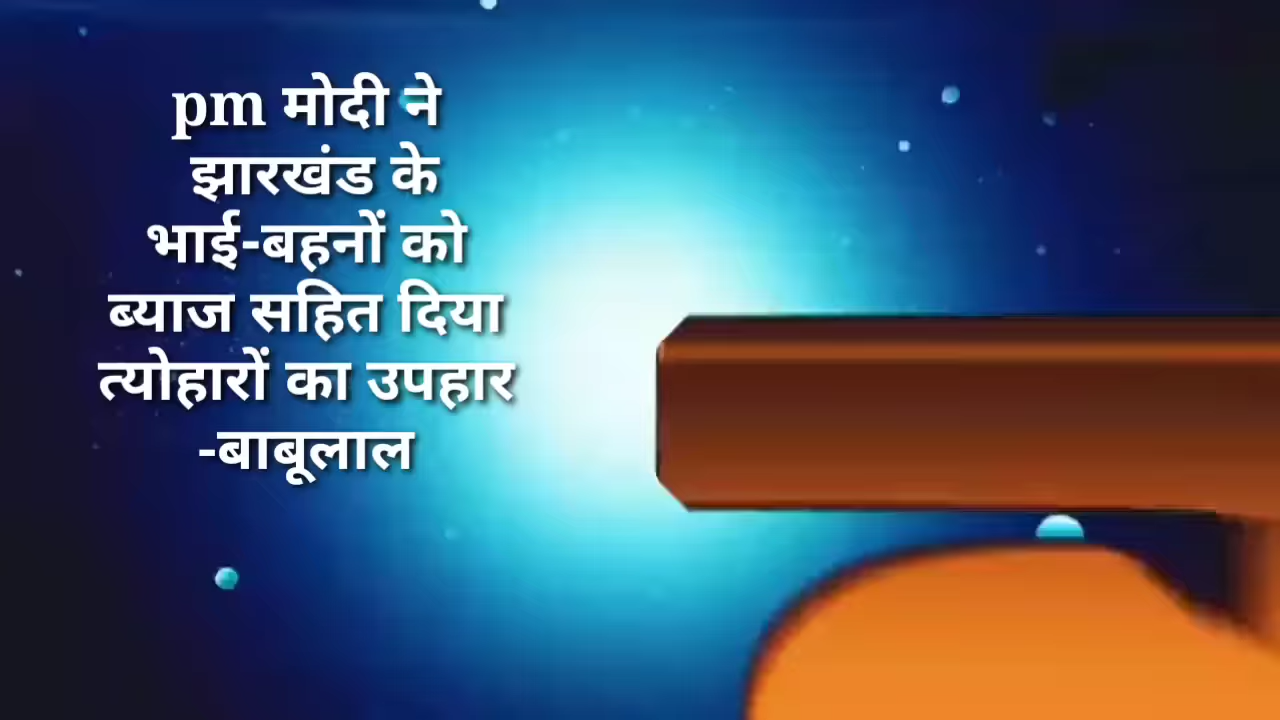 pm मोदी ने
झारखंड के
भाई-बहनों को
ब्याज सहित दिया
त्योहारों का उपहार
-बाबूलाल